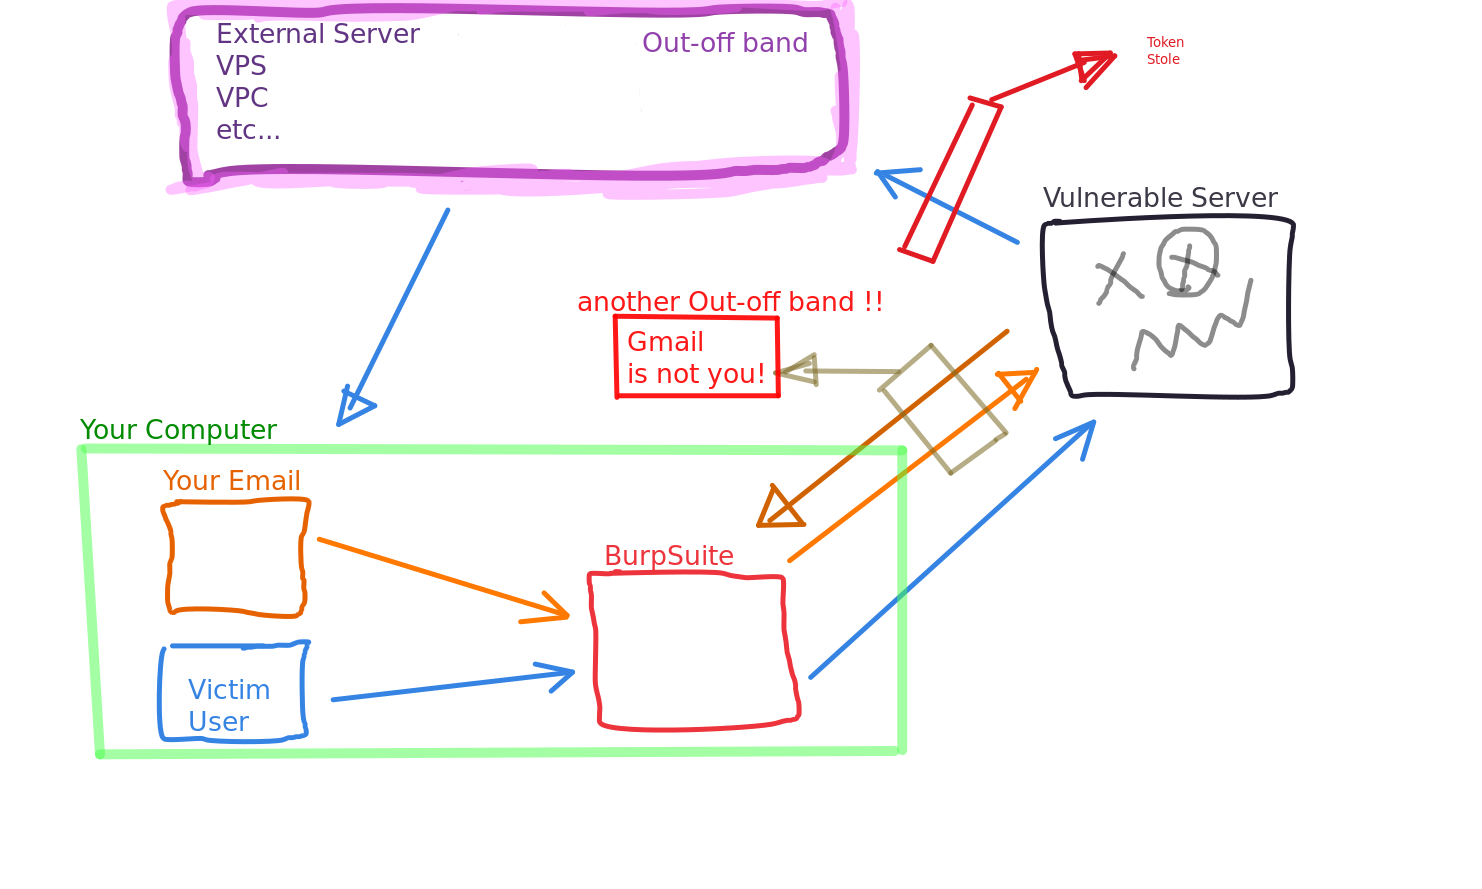 External Server
VPS
VPC
etc...
Out-off band
Token
Stole
Vulnerable Server
another Out-off band !!
Gmail
is not you!
Your Computer
Your Email
BurpSuite
Victim
User